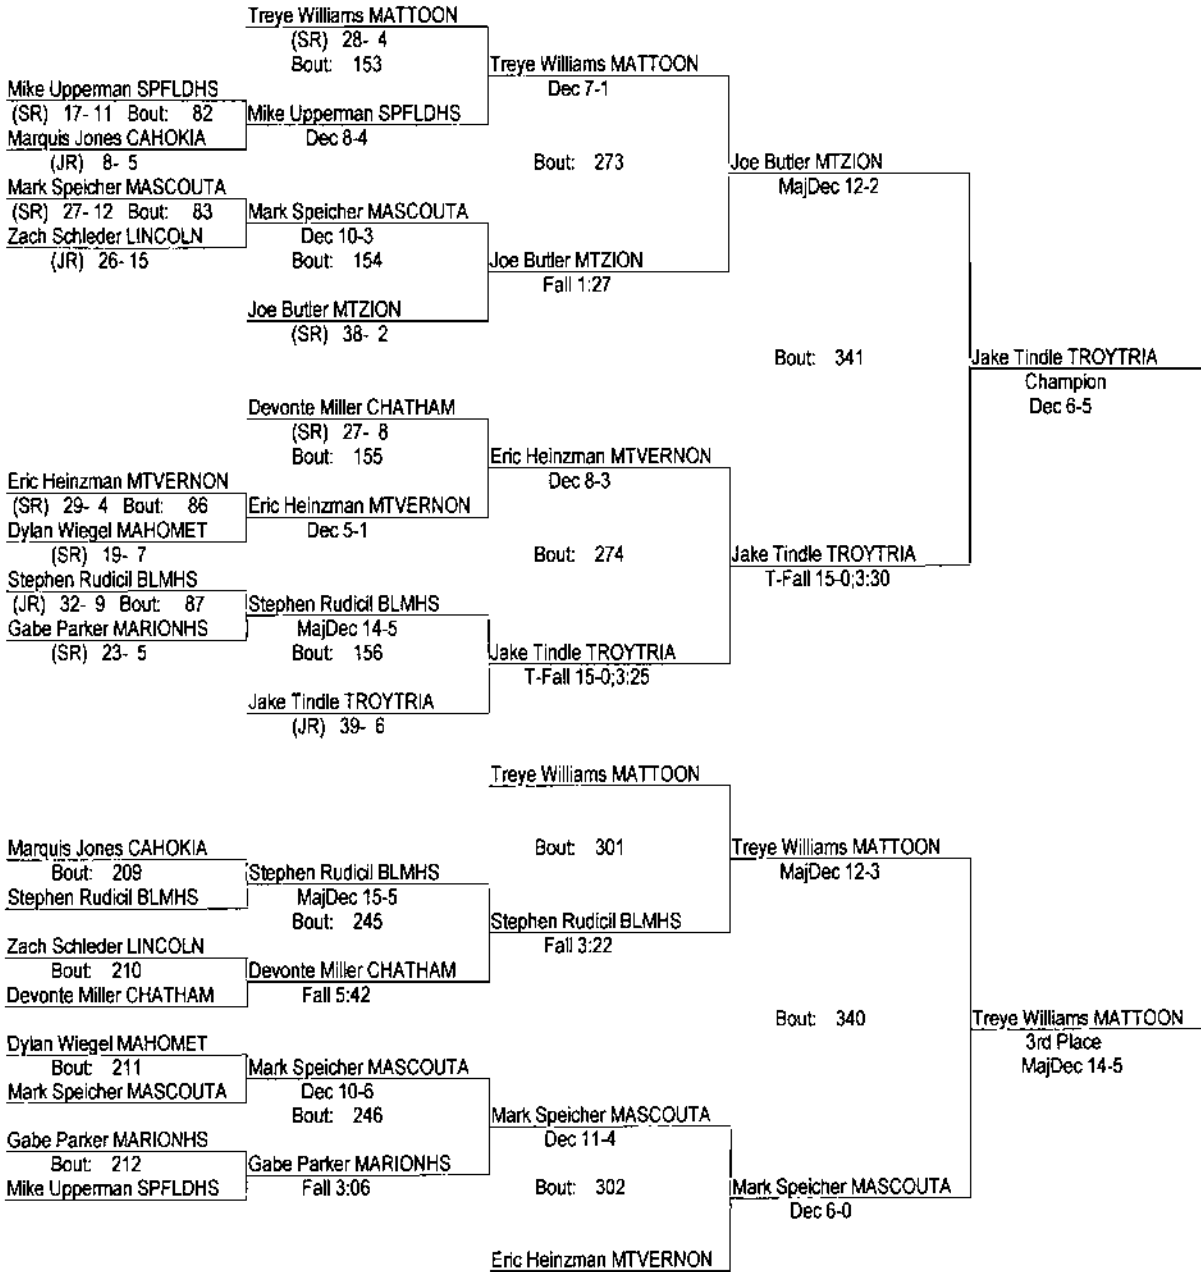 Treye Williams MATTOON
(SR) 28- 4
Bout: 153
Treye Williams MATTOON
Dec 7-1
Mike Upperman SPFLDHS
(SR) 17- 11 Bout: 82
Mike Upperman SPFLDHS
Marquis Jones CAHOKIA
Dec 8-4
(JR) 8- 5
Bout: 273
Joe Butler MTZION
MajDec 12-2
Mark Speicher MASCOUTA
(SR) 27- 12 Bout: 83
Mark Speicher MASCOUTA
Zach Schleder LINCOLN
Dec 10-3
(JR) 26- 15
Bout: 154
Joe Butler MTZION
Fall 1:27
Joe Butler MTZION
(SR) 38- 2
Bout: 341
Jake Tindle TROYTRIA
Champion
Dec 6-5
Devonte Miller CHATHAM
(SR) 27- 8
Bout: 155
Eric Heinzman MTVERNON
Dec 8-3
Eric Heinzman MTVERNON
(SR) 29- 4 Bout: 86
Eric Heinzman MTVERNON
Dylan Wiegel MAHOMET
Dec 5-1
(SR) 19- 7
Bout: 274
Jake Tindle TROYTRIA
T-Fall 15-0;3:30
Stephen Rudicil BLMHS
(JR) 32- 9 Bout: 87
Stephen Rudicil BLMHS
Gabe Parker MARIONHS
MajDec 14-5
(SR) 23- 5
Bout: 156
Jake Tindle TROYTRIA
T-Fall 15-0;3:25
Jake Tindle TROYTRIA
(JR) 39- 6
Treye Williams MATTOON
Marquis Jones CAHOKIA
Bout: 301
Treye Williams MATTOON
Bout: 209
Stephen Rudicil BLMHS
MajDec 12-3
Stephen Rudicil BLMHS
MajDec 15-5
Bout: 245
Stephen Rudicil BLMHS
Fall 3:22
Zach Schleder LINCOLN
Bout: 210
Devonte Miller CHATHAM
Devonte Miller CHATHAM
Fall 5:42
Bout: 340
Treye Williams MATTOON
3rd Place
MajDec 14-5
Dylan Wiegel MAHOMET
Bout: 211
Mark Speicher MASCOUTA
Mark Speicher MASCOUTA
Dec 10-6
Bout: 246
Mark Speicher MASCOUTA
Dec 11-4
Gabe Parker MARIONHS
Bout: 212
Gabe Parker MARIONHS
Mike Upperman SPFLDHS
Fall 3:06
Bout: 302
Mark Speicher MASCOUTA
Dec 6-0
Eric Heinzman MTVERNON